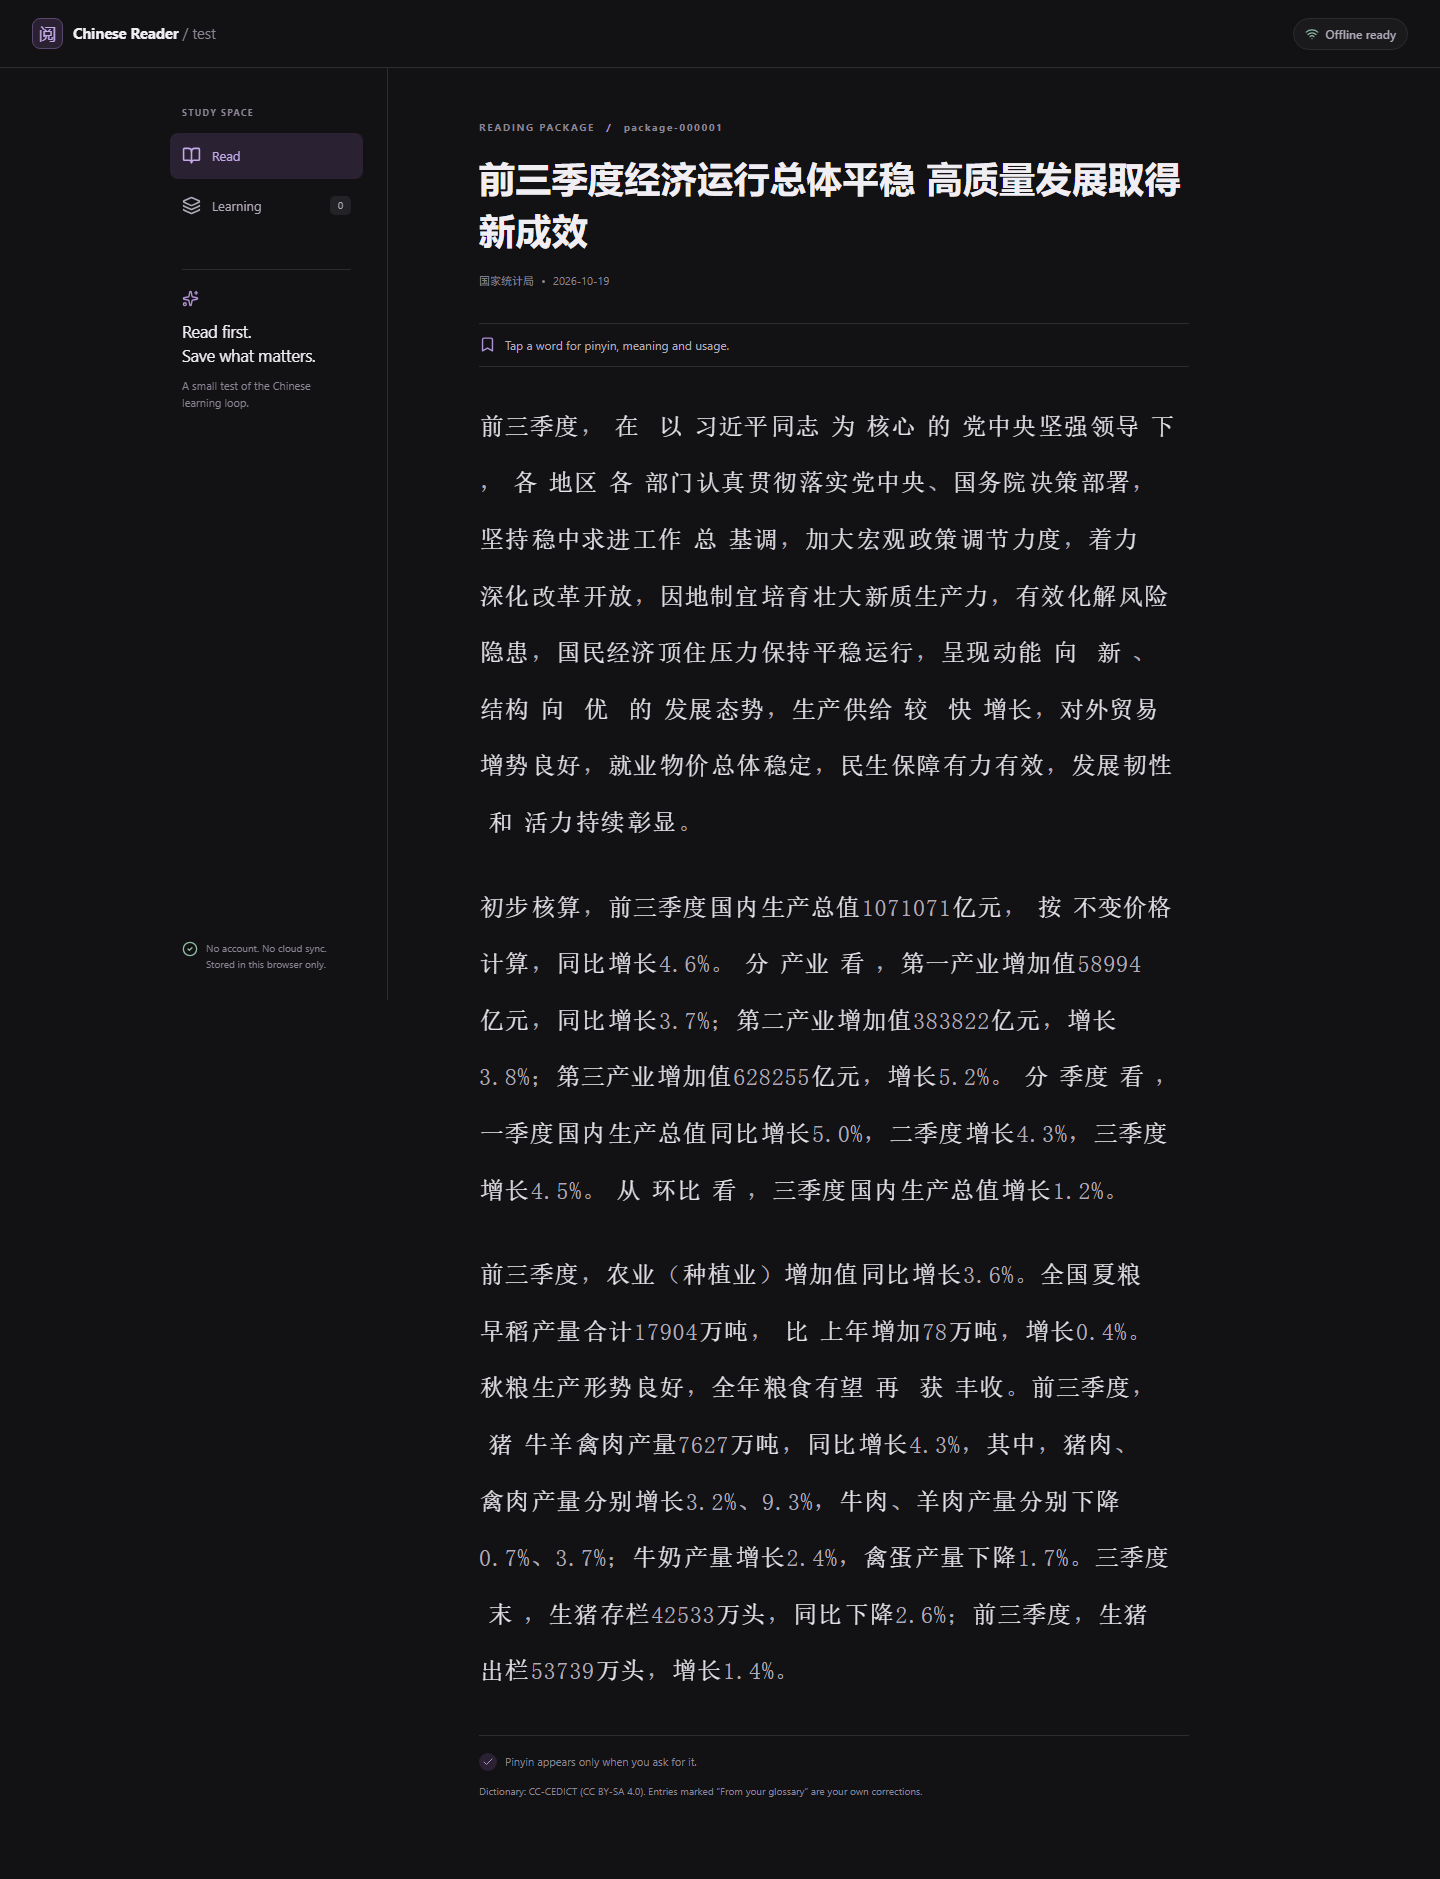 阅 Chinese Reader / test
Offline ready
STUDY SPACE
Read
Learning 0
Read first.
Save what matters.
A small test of the Chinese
learning loop.
No account. No cloud sync.
Stored in this browser only.
READING PACKAGE / package-000001
前三季度经济运行总体平稳 高质量发展取得
新成效
国家统计局 • 2026-10-19
Tap a word for pinyin, meaning and usage.
前三季度， 在 以 习近平同志 为 核心 的 党中央坚强领导 下
， 各 地区 各 部门认真贯彻落实党中央、国务院决策部署，
坚持稳中求进工作 总 基调，加大宏观政策调节力度，着力
深化改革开放，因地制宜培育壮大新质生产力，有效化解风险
隐患，国民经济顶住压力保持平稳运行，呈现动能 向 新 、
结构 向 优 的 发展态势，生产供给 较 快 增长，对外贸易
增势良好，就业物价总体稳定，民生保障有力有效，发展韧性
和 活力持续彰显。
初步核算，前三季度国内生产总值1071071亿元， 按 不变价格
计算，同比增长4.6%。 分 产业 看 ，第一产业增加值58994
亿元，同比增长3.7%；第二产业增加值383822亿元，增长
3.8%；第三产业增加值628255亿元，增长5.2%。 分 季度 看 ，
一季度国内生产总值同比增长5.0%，二季度增长4.3%，三季度
增长4.5%。 从 环比 看 ，三季度国内生产总值增长1.2%。
前三季度，农业（种植业）增加值同比增长3.6%。全国夏粮
早稻产量合计17904万吨， 比 上年增加78万吨，增长0.4%。
秋粮生产形势良好，全年粮食有望 再 获 丰收。前三季度，
猪 牛羊禽肉产量7627万吨，同比增长4.3%，其中，猪肉、
禽肉产量分别增长3.2%、9.3%，牛肉、羊肉产量分别下降
0.7%、3.7%；牛奶产量增长2.4%，禽蛋产量下降1.7%。三季度
末 ，生猪存栏42533万头，同比下降2.6%；前三季度，生猪
出栏53739万头，增长1.4%。
Pinyin appears only when you ask for it.
Dictionary: CC-CEDICT (CC BY-SA 4.0). Entries marked “From your glossary” are your own corrections.